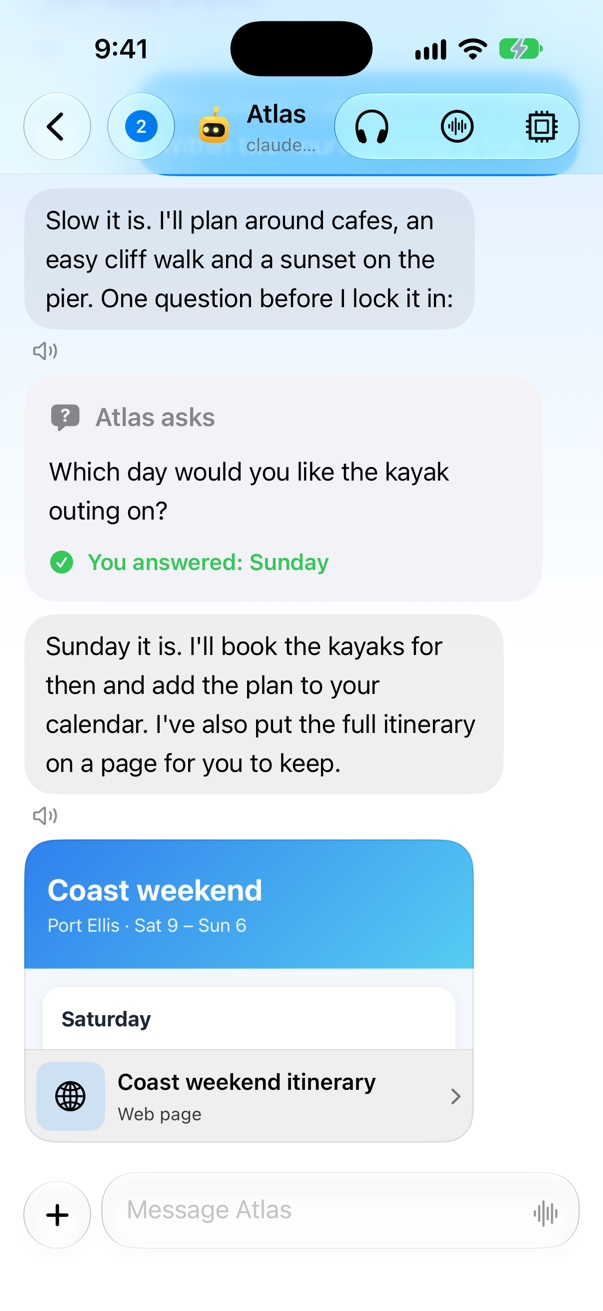 9:41
2
Atlas
claude...
Slow it is. I'll plan around cafes, an
easy cliff walk and a sunset on the
pier. One question before I lock it in:
Atlas asks
Which day would you like the kayak
outing on?
You answered: Sunday
Sunday it is. I'll book the kayaks for
then and add the plan to your
calendar. I've also put the full itinerary
on a page for you to keep.
Coast weekend
Port Ellis · Sat 9 – Sun 6
Saturday
Coast weekend itinerary
Web page
Message Atlas